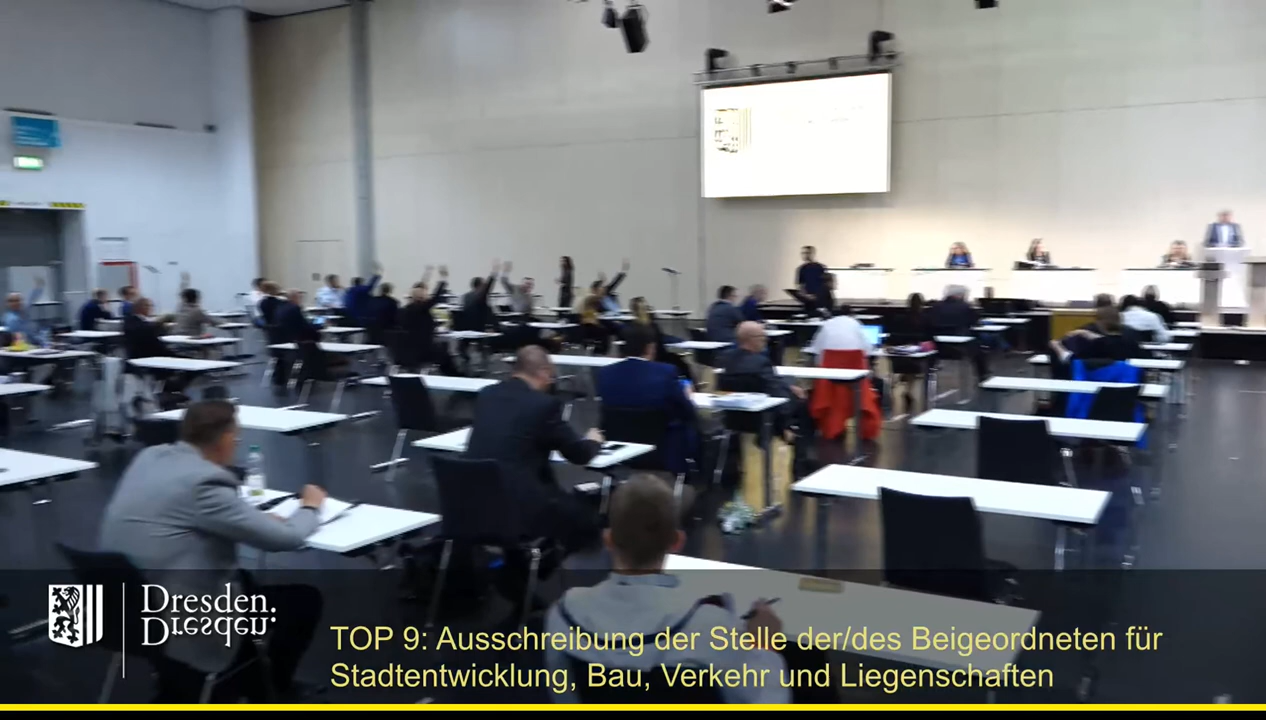 Dresden.
Dresden.
TOP 9: Ausschreibung der Stelle der/des Beigeordneten für
Stadtentwicklung, Bau, Verkehr und Liegenschaften